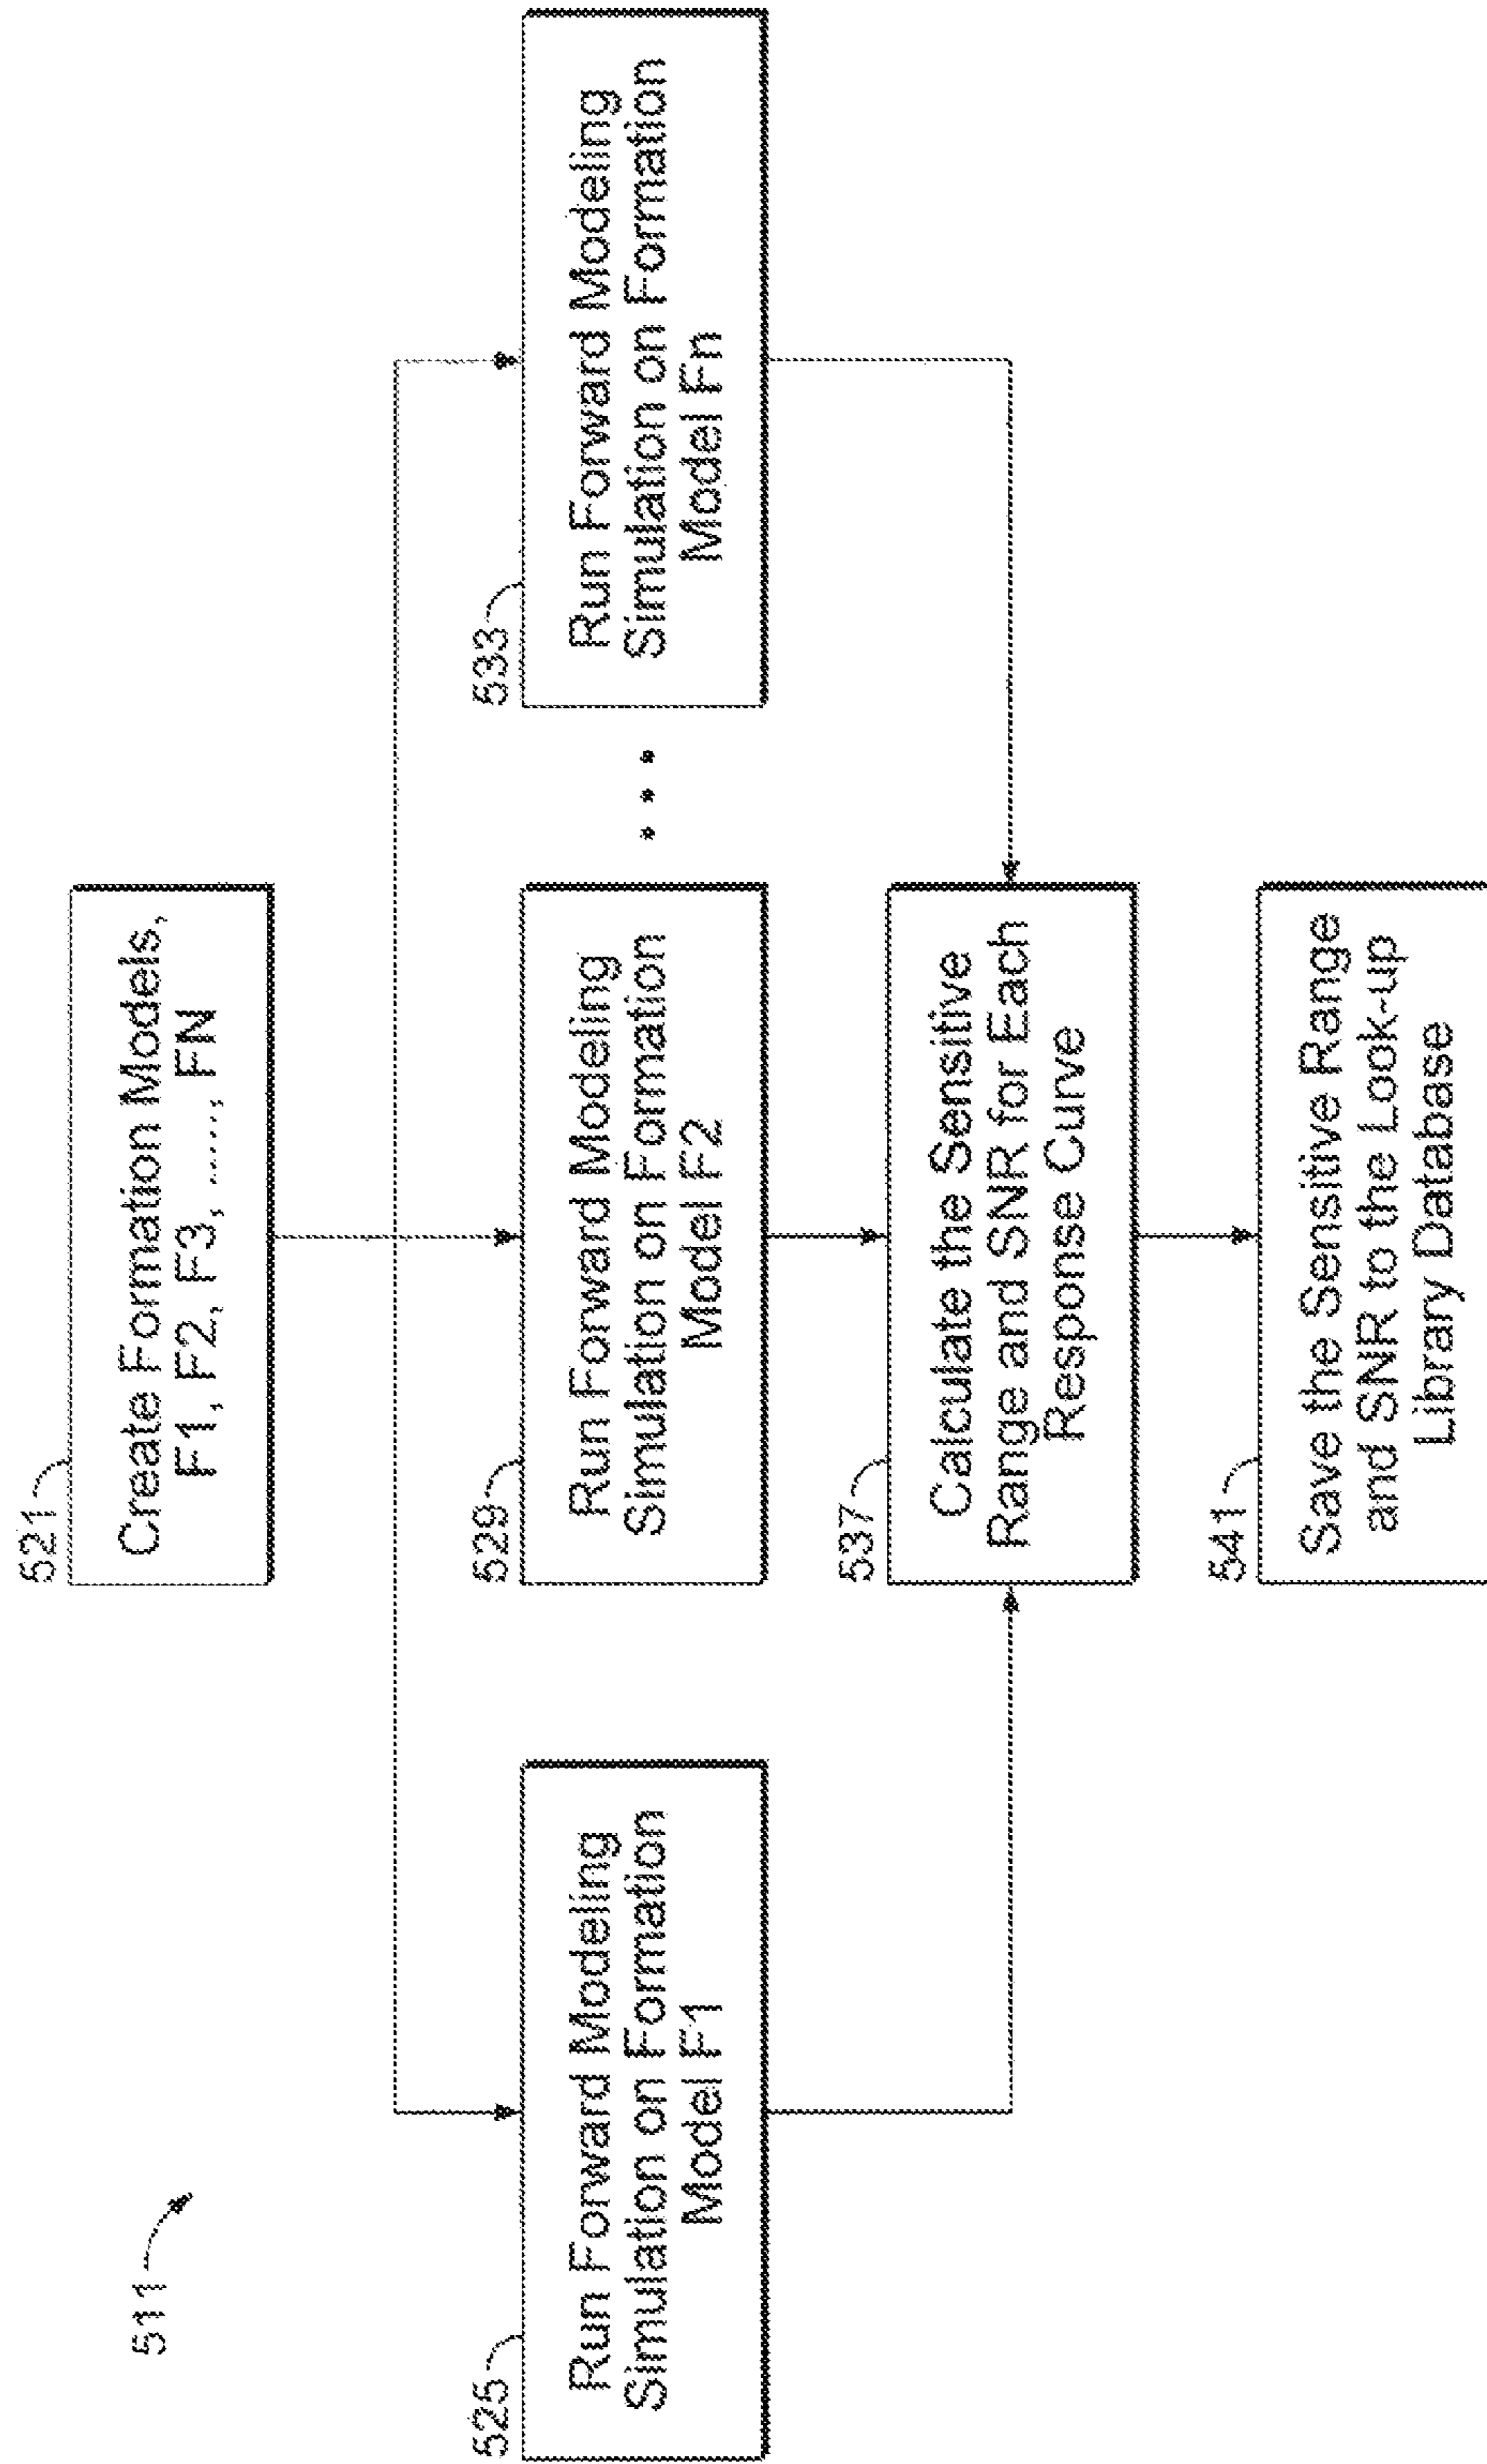 511
521
Create Formation Models,
F1, F2, F3, ....., FN
525
Run Forward Modeling
Simulation on Formation
Model F1
529
Run Forward Modeling
Simulation on Formation
Model F2
• • •
533
Run Forward Modeling
Simulation on Formation
Model Fn
537
Calculate the Sensitive
Range and SNR for Each
Response Curve
541
Save the Sensitive Range
and SNR to the Look-up
Library Database